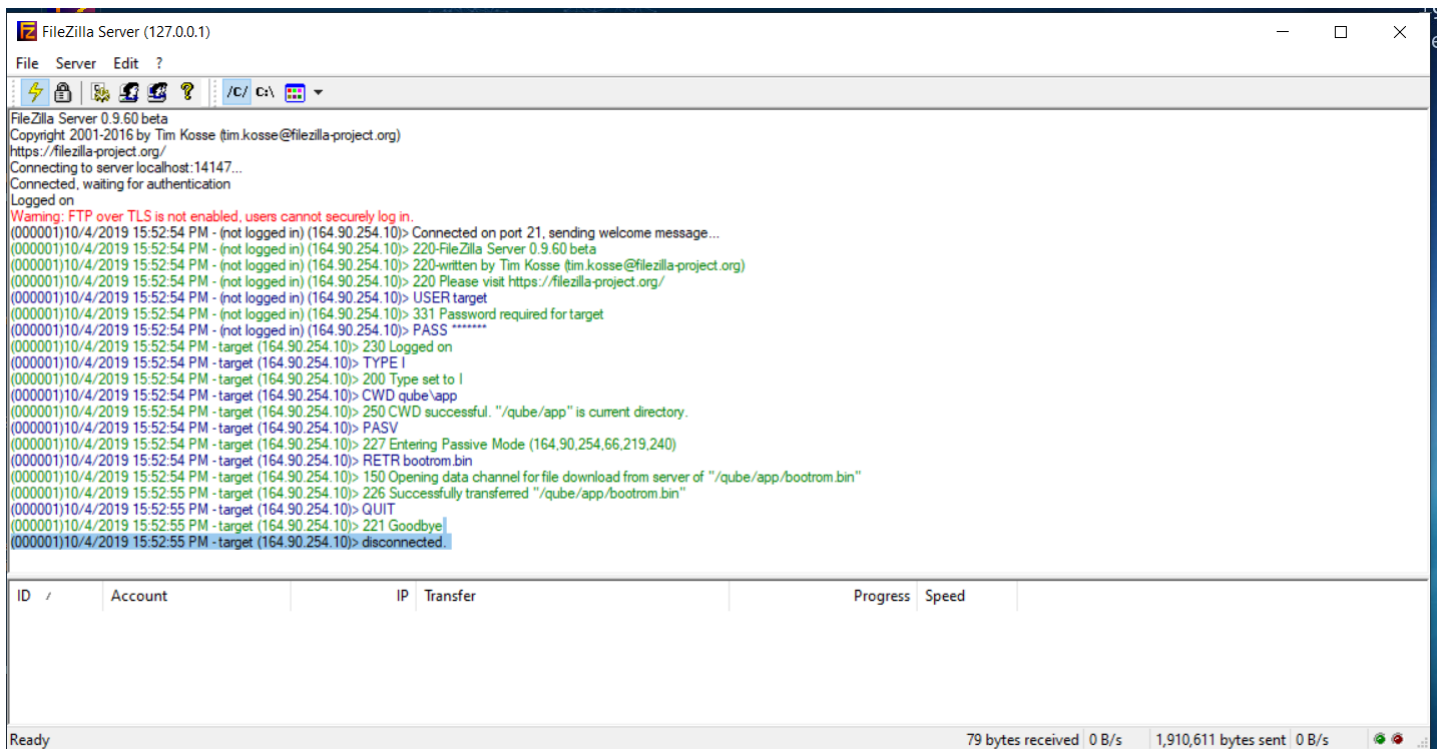 FileZilla Server (127.0.0.1)
File Server Edit ?
/C/ C:\
FileZilla Server 0.9.60 beta
Copyright 2001-2016 by Tim Kosse (tim.kosse@filezilla-project.org)
https://filezilla-project.org/
Connecting to server localhost:14147...
Connected, waiting for authentication
Logged on
Warning: FTP over TLS is not enabled, users cannot securely log in.
(000001)10/4/2019 15:52:54 PM - (not logged in) (164.90.254.10)> Connected on port 21, sending welcome message...
(000001)10/4/2019 15:52:54 PM - (not logged in) (164.90.254.10)> 220-FileZilla Server 0.9.60 beta
(000001)10/4/2019 15:52:54 PM - (not logged in) (164.90.254.10)> 220-written by Tim Kosse (tim.kosse@filezilla-project.org)
(000001)10/4/2019 15:52:54 PM - (not logged in) (164.90.254.10)> 220 Please visit https://filezilla-project.org/
(000001)10/4/2019 15:52:54 PM - (not logged in) (164.90.254.10)> USER target
(000001)10/4/2019 15:52:54 PM - (not logged in) (164.90.254.10)> 331 Password required for target
(000001)10/4/2019 15:52:54 PM - (not logged in) (164.90.254.10)> PASS *******
(000001)10/4/2019 15:52:54 PM - target (164.90.254.10)> 230 Logged on
(000001)10/4/2019 15:52:54 PM - target (164.90.254.10)> TYPE I
(000001)10/4/2019 15:52:54 PM - target (164.90.254.10)> 200 Type set to I
(000001)10/4/2019 15:52:54 PM - target (164.90.254.10)> CWD qube\app
(000001)10/4/2019 15:52:54 PM - target (164.90.254.10)> 250 CWD successful. "/qube/app" is current directory.
(000001)10/4/2019 15:52:54 PM - target (164.90.254.10)> PASV
(000001)10/4/2019 15:52:54 PM - target (164.90.254.10)> 227 Entering Passive Mode (164,90,254,66,219,240)
(000001)10/4/2019 15:52:54 PM - target (164.90.254.10)> RETR bootrom.bin
(000001)10/4/2019 15:52:54 PM - target (164.90.254.10)> 150 Opening data channel for file download from server of "/qube/app/bootrom.bin"
(000001)10/4/2019 15:52:55 PM - target (164.90.254.10)> 226 Successfully transferred "/qube/app/bootrom.bin"
(000001)10/4/2019 15:52:55 PM - target (164.90.254.10)> QUIT
(000001)10/4/2019 15:52:55 PM - target (164.90.254.10)> 221 Goodbye
(000001)10/4/2019 15:52:55 PM - target (164.90.254.10)> disconnected.
ID / Account IP Transfer Progress Speed
Ready 79 bytes received 0 B/s 1,910,611 bytes sent 0 B/s